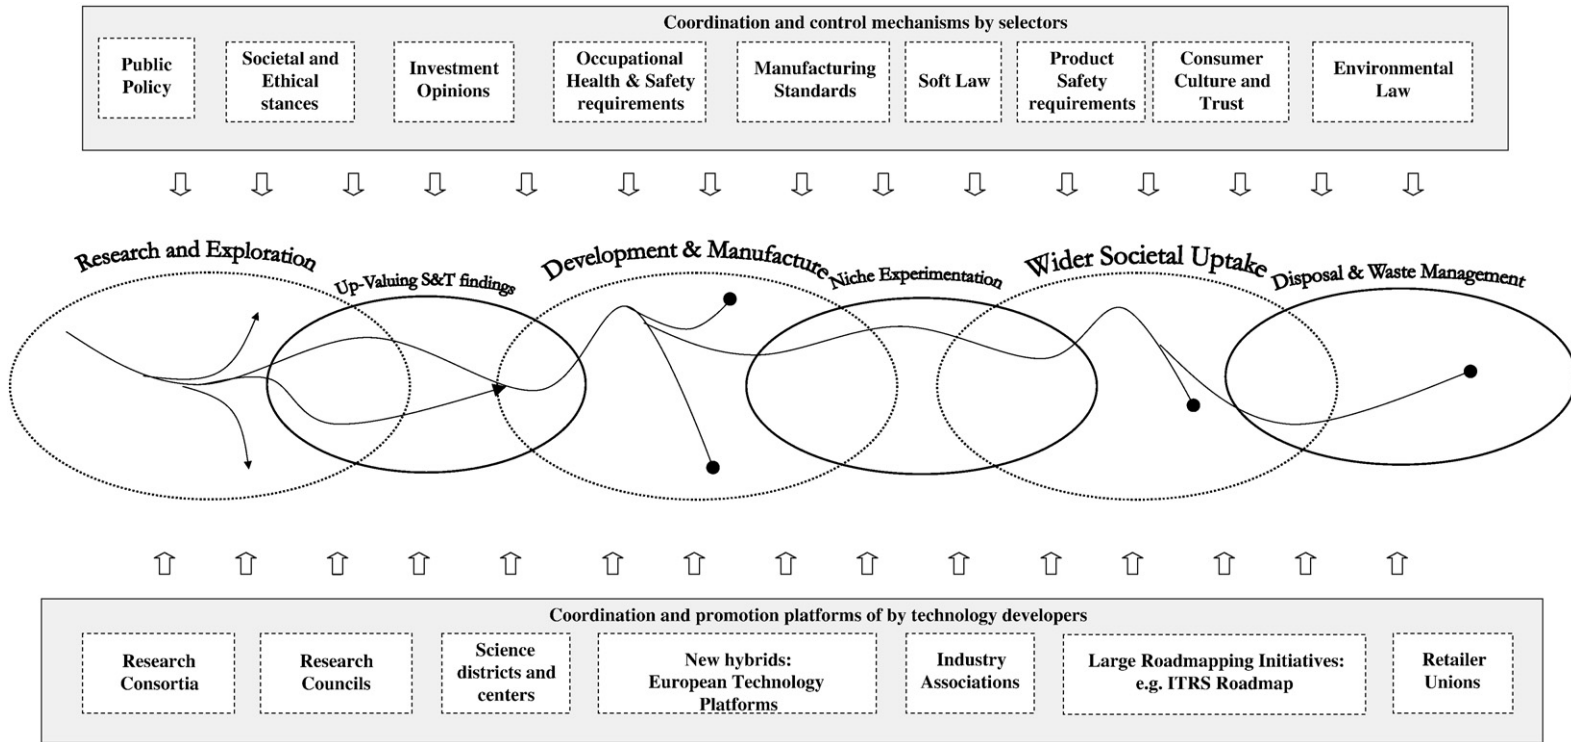 Coordination and control mechanisms by selectors
Public
Policy
Societal and
Ethical
stances
Investment
Opinions
Occupational
Health & Safety
requirements
Manufacturing
Standards
Soft Law
Product
Safety
requirements
Consumer
Culture and
Trust
Environmental
Law
Research and Exploration
Up-Valuing S&T findings
Development & Manufacture
Niche Experimentation
Wider Societal Uptake
Disposal & Waste Management
Coordination and promotion platforms of by technology developers
Research
Consortia
Research
Councils
Science
districts and
centers
New hybrids:
European Technology
Platforms
Industry
Associations
Large Roadmapping Initiatives:
e.g. ITRS Roadmap
Retailer
Unions